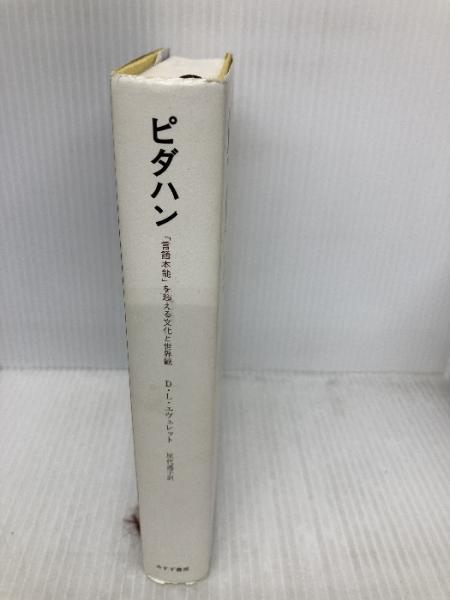 ピダハン
「言語本能」を超える文化と世界観
D・L・エヴェレット
屋代通子訳
みすず書房